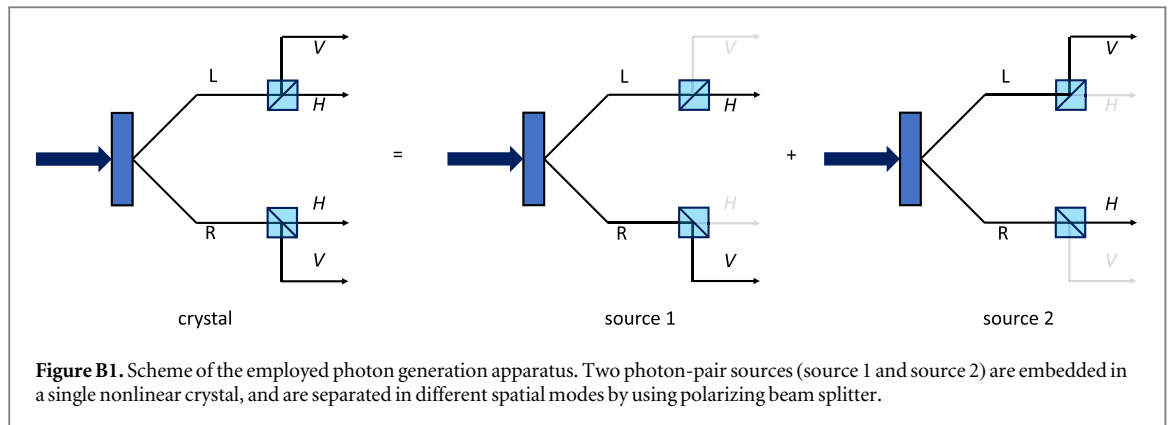 V V V
L L L
H H H
= +
H H H
R R R
V V V
crystal source 1 source 2
Figure B1. Scheme of the employed photon generation apparatus. Two photon-pair sources (source 1 and source 2) are embedded in
a single nonlinear crystal, and are separated in different spatial modes by using polarizing beam splitter.